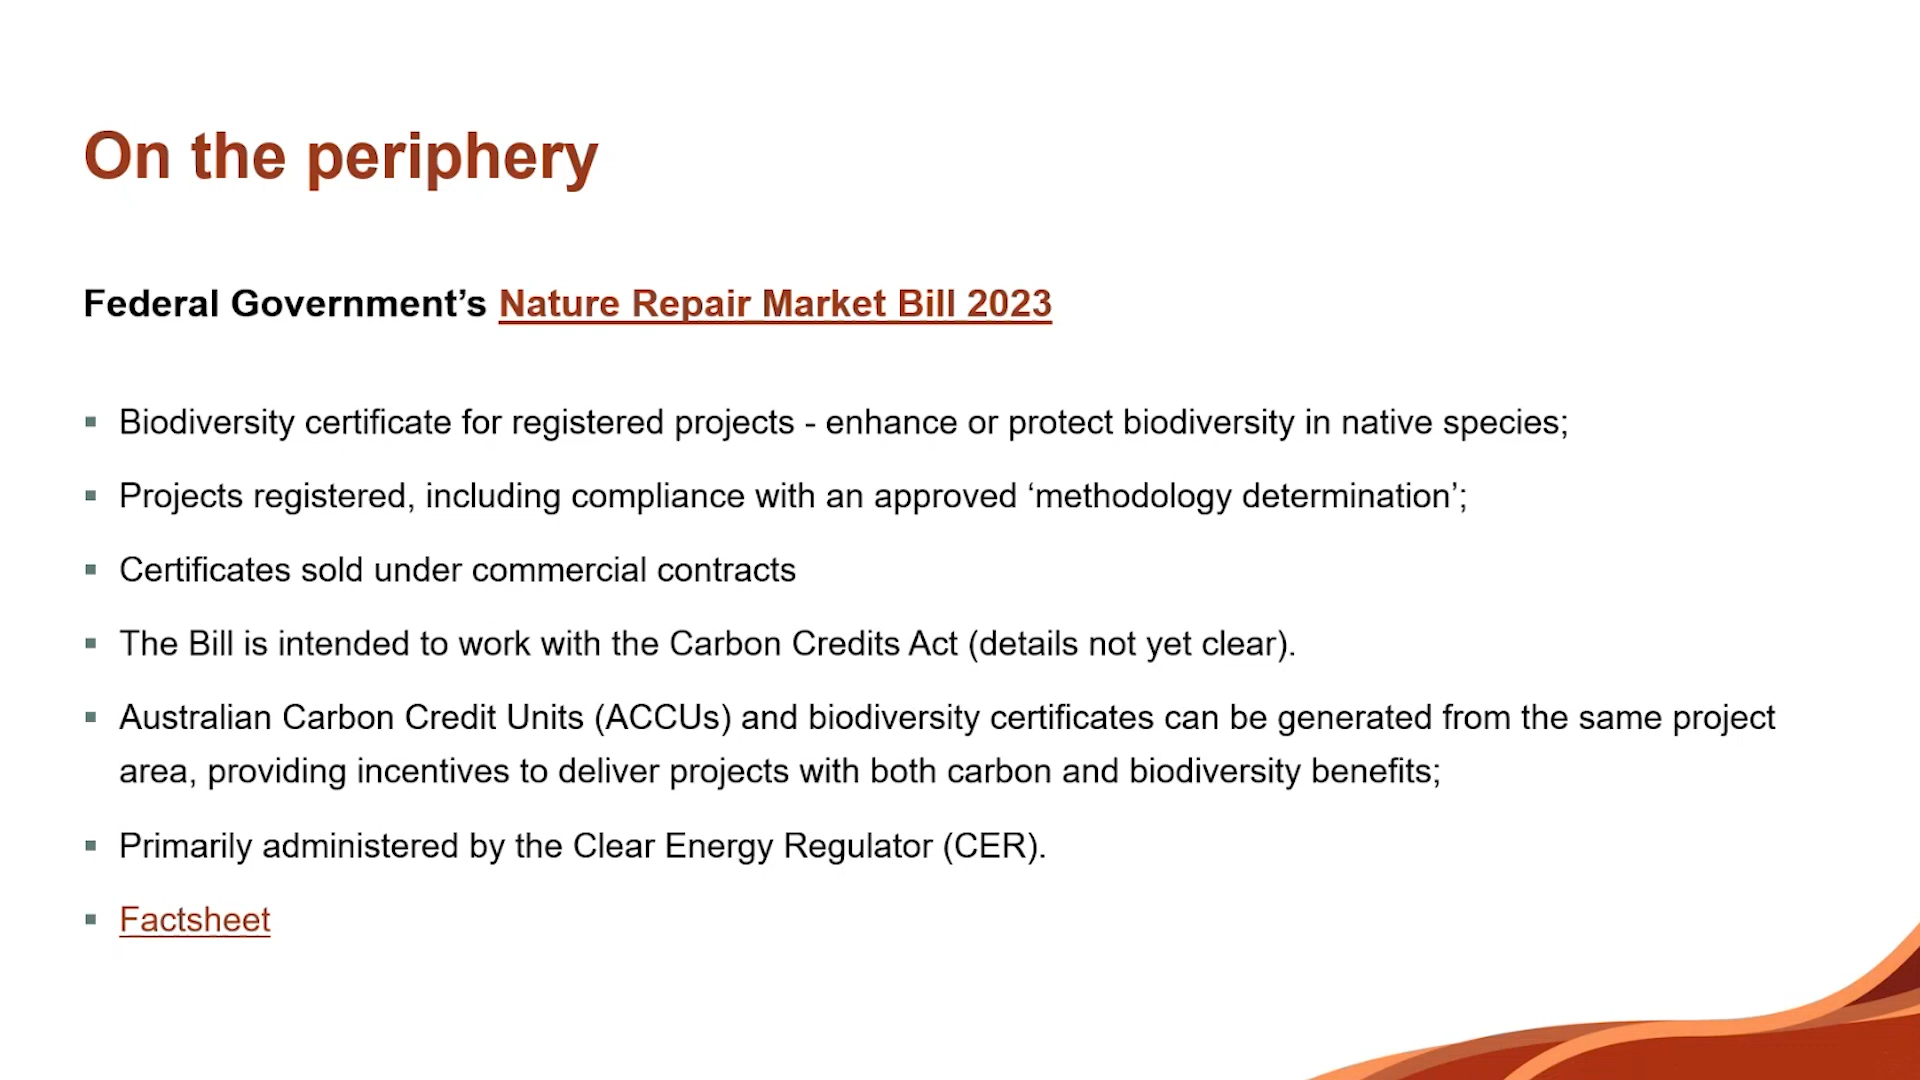 On the periphery
Federal Government’s Nature Repair Market Bill 2023
▪ Biodiversity certificate for registered projects - enhance or protect biodiversity in native species;
▪ Projects registered, including compliance with an approved ‘methodology determination’;
▪ Certificates sold under commercial contracts
▪ The Bill is intended to work with the Carbon Credits Act (details not yet clear).
▪ Australian Carbon Credit Units (ACCUs) and biodiversity certificates can be generated from the same project
area, providing incentives to deliver projects with both carbon and biodiversity benefits;
▪ Primarily administered by the Clear Energy Regulator (CER).
▪ Factsheet